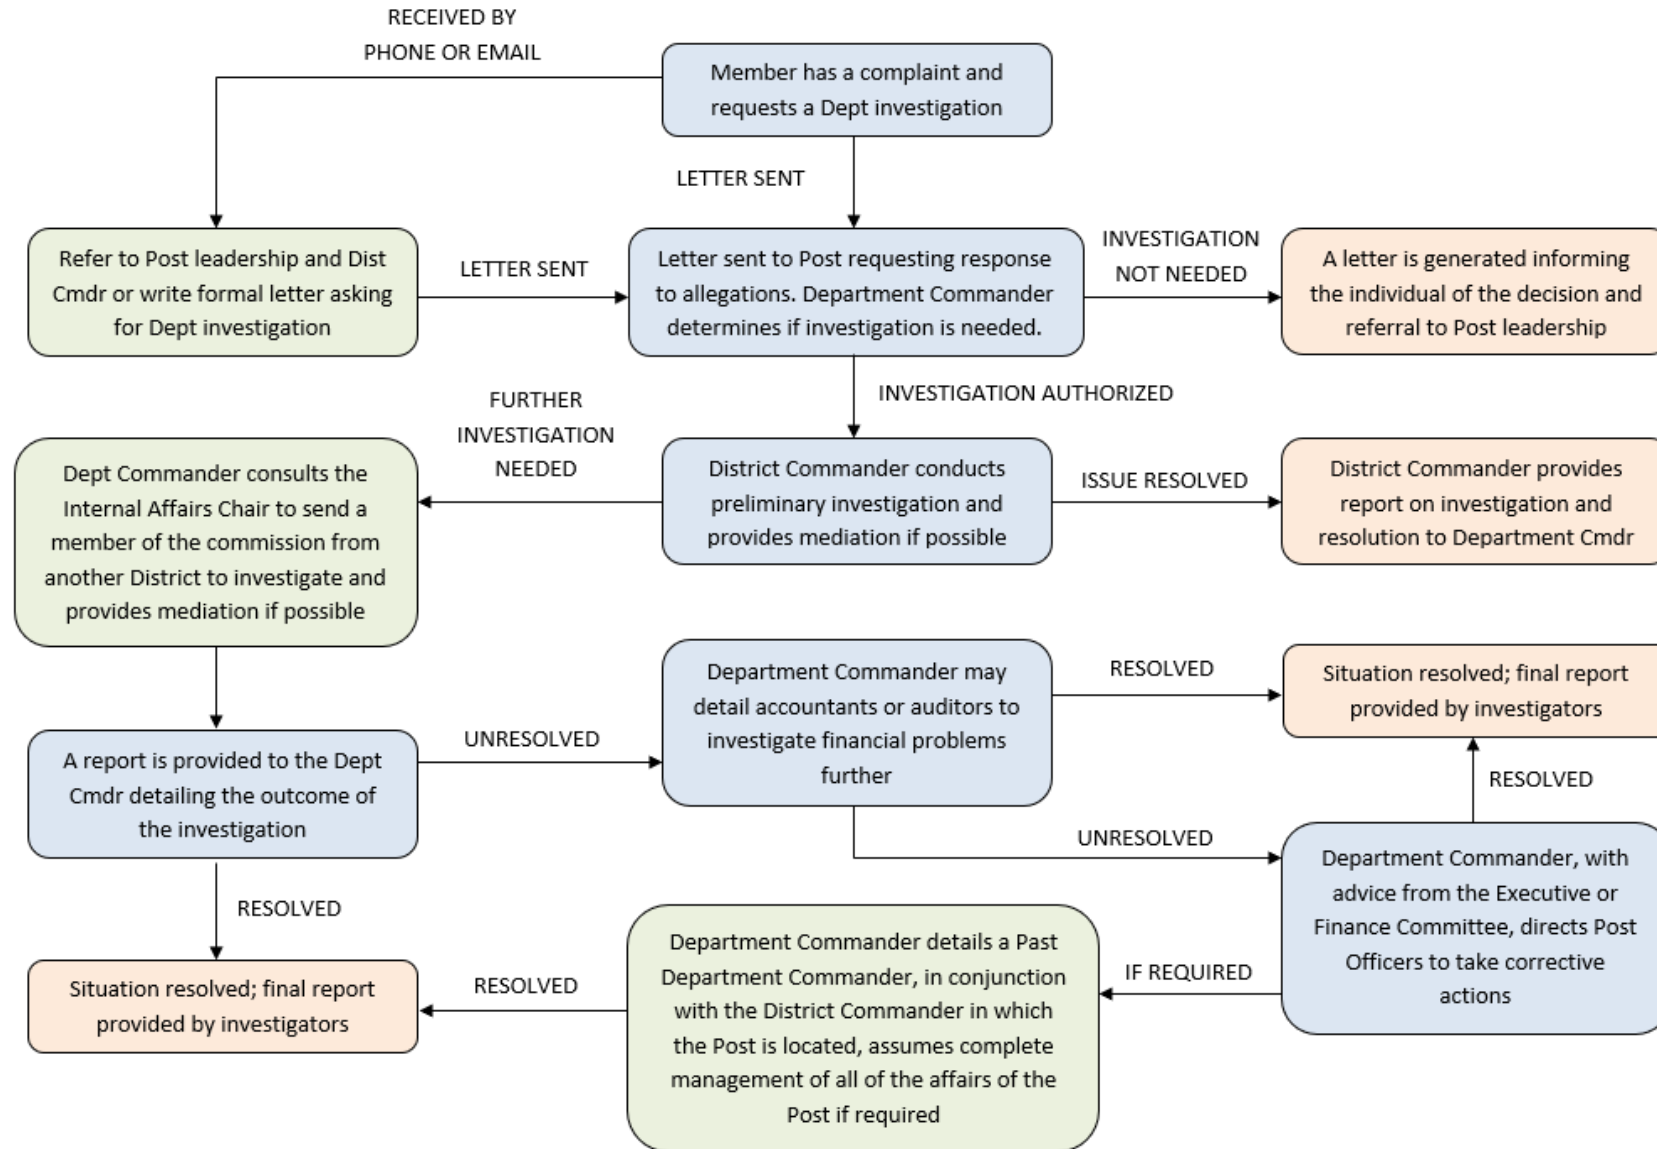 RECEIVED BY
PHONE OR EMAIL
Member has a complaint and
requests a Dept investigation
LETTER SENT
Refer to Post leadership and Dist
Cmdr or write formal letter asking
for Dept investigation
LETTER SENT
Letter sent to Post requesting response
to allegations. Department Commander
determines if investigation is needed.
INVESTIGATION
NOT NEEDED
A letter is generated informing
the individual of the decision and
referral to Post leadership
INVESTIGATION AUTHORIZED
FURTHER
INVESTIGATION
NEEDED
Dept Commander consults the
Internal Affairs Chair to send a
member of the commission from
another District to investigate and
provides mediation if possible
District Commander conducts
preliminary investigation and
provides mediation if possible
ISSUE RESOLVED
District Commander provides
report on investigation and
resolution to Department Cmdr
Department Commander may
detail accountants or auditors to
investigate financial problems
further
RESOLVED
Situation resolved; final report
provided by investigators
A report is provided to the Dept
Cmdr detailing the outcome of
the investigation
UNRESOLVED
RESOLVED
UNRESOLVED
Department Commander, with
advice from the Executive or
Finance Committee, directs Post
Officers to take corrective
actions
RESOLVED
Situation resolved; final report
provided by investigators
RESOLVED
Department Commander details a Past
Department Commander, in conjunction
with the District Commander in which
the Post is located, assumes complete
management of all of the affairs of the
Post if required
IF REQUIRED